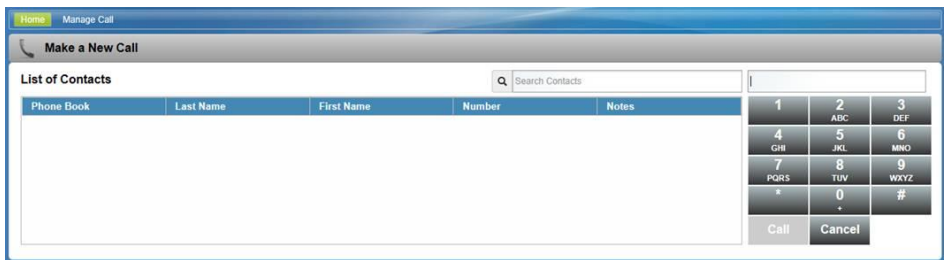 Home Manage Call
Make a New Call
List of Contacts Search Contacts
Phone Book Last Name First Name Number Notes
1 2 3
ABC DEF
4 5 6
GHI JKL MNO
7 8 9
PQRS TUV WXYZ
* 0 #
+
Call Cancel